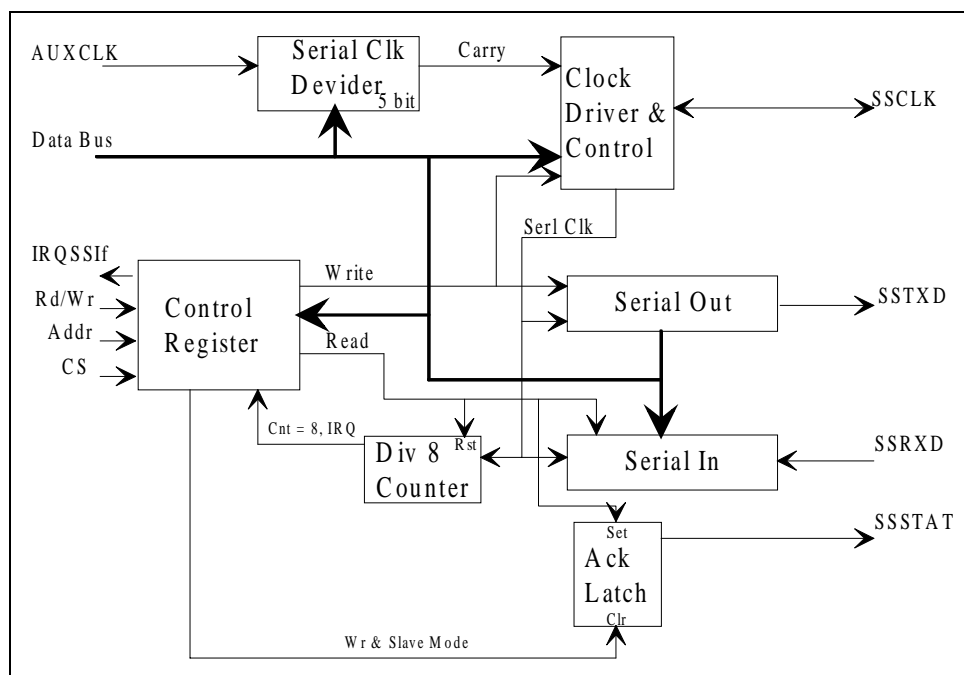 AUXCLK
Serial Clk
Devider
5 bit
Carry
Clock
Driver &
Control
SSCLK
Data Bus
Serl Clk
IRQSSIf
Rd/Wr
Addr
CS
Control
Register
Write
Read
Serial Out
SSTXD
Cnt = 8, IRQ
Rst
Div 8
Counter
Serial In
SSRXD
Set
Ack
Latch
Clr
SSSTAT
Wr & Slave Mode